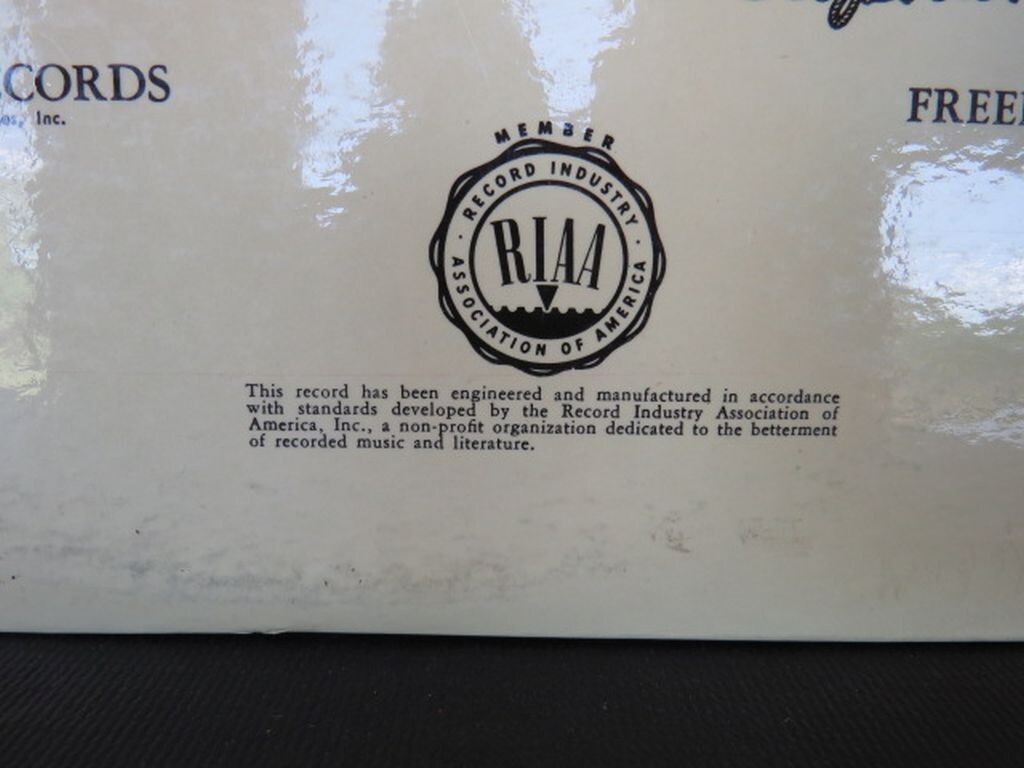 CORDS
Inc.
FREE
MEMBER
RECORD INDUSTRY
ASSOCIATION OF AMERICA
RIAA
This record has been engineered and manufactured in accordance
with standards developed by the Record Industry Association of
America, Inc., a non-profit organization dedicated to the betterment
of recorded music and literature.